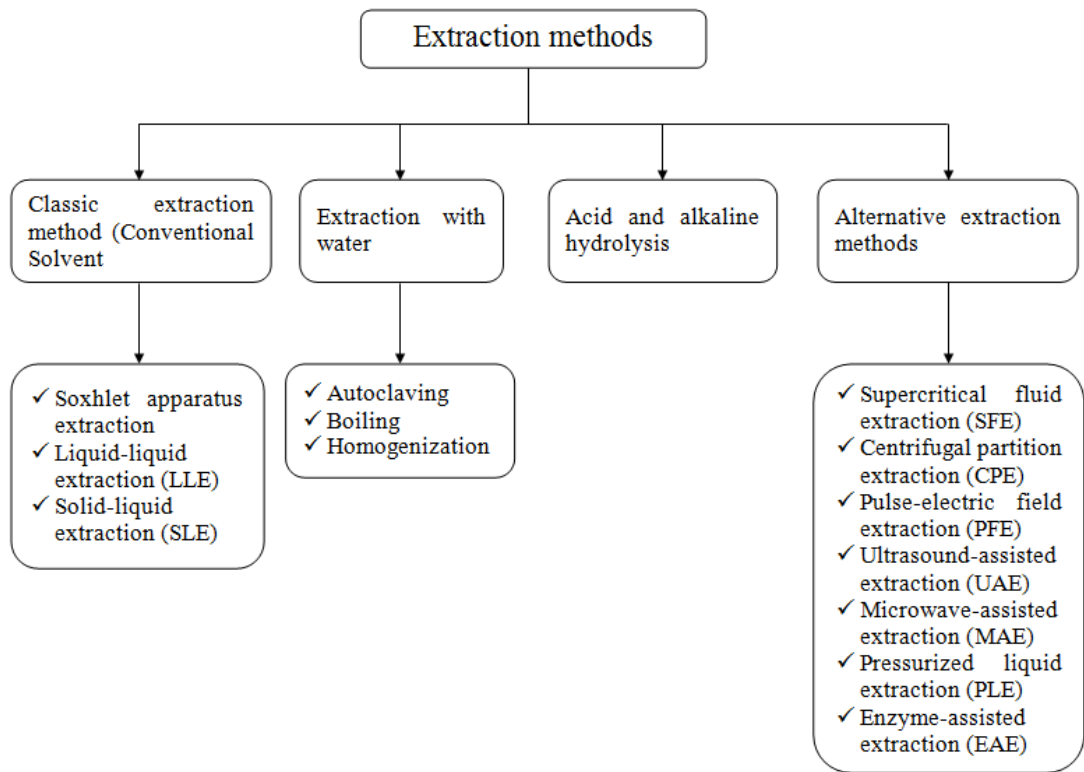 Extraction methods
Classic extraction
method (Conventional
Solvent
Extraction with
water
Acid and alkaline
hydrolysis
Alternative extraction
methods
✓ Soxhlet apparatus
extraction
✓ Liquid-liquid
extraction (LLE)
✓ Solid-liquid
extraction (SLE)
✓ Autoclaving
✓ Boiling
✓ Homogenization
✓ Supercritical fluid
extraction (SFE)
✓ Centrifugal partition
extraction (CPE)
✓ Pulse-electric field
extraction (PFE)
✓ Ultrasound-assisted
extraction (UAE)
✓ Microwave-assisted
extraction (MAE)
✓ Pressurized liquid
extraction (PLE)
✓ Enzyme-assisted
extraction (EAE)